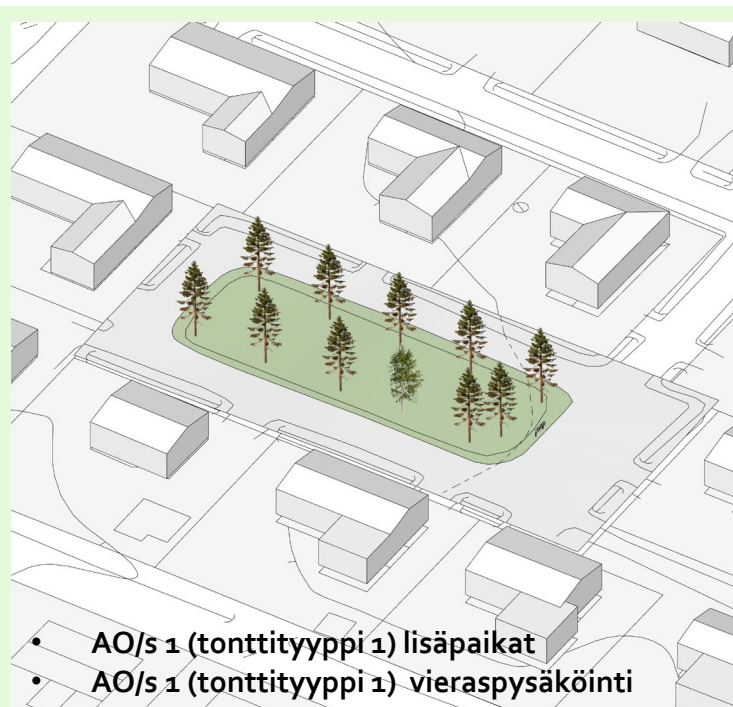 • AO/s 1 (tonttityyppi 1) lisäpaikat
• AO/s 1 (tonttityyppi 1) vieraspysäköinti